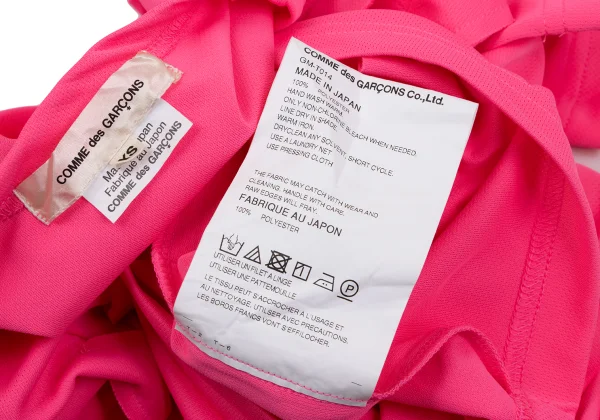 COMME des GARÇONS
XS
Made in Japan
Fabriqué au Japon
COMME des GARÇONS
COMME des GARÇONS Co.,Ltd.
GM-T014
MADE IN JAPAN
100% POLYESTER
HAND WASH WARM.
ONLY NON-CHLORINE BLEACH WHEN NEEDED.
LINE DRY IN SHADE.
WARM IRON.
DRYCLEAN ANY SOLVENT, SHORT CYCLE.
USE A LAUNDRY NET
USE PRESSING CLOTH
THE FABRIC MAY CATCH WITH WEAR AND
CLEANING. HANDLE WITH CARE.
RAW EDGES WILL FRAY.
FABRIQUE AU JAPON
100% POLYESTER
UTILISER UN FILET A LINGE
UTILISER UNE PATTEMOUILLE
LE TISSU PEUT S'ACCROCHER A L'USAGE ET
AU NETTOYAGE. UTILISER AVEC PRECAUTIONS.
LES BORDS FRANCS VONT S'EFFILOCHER.
T-6